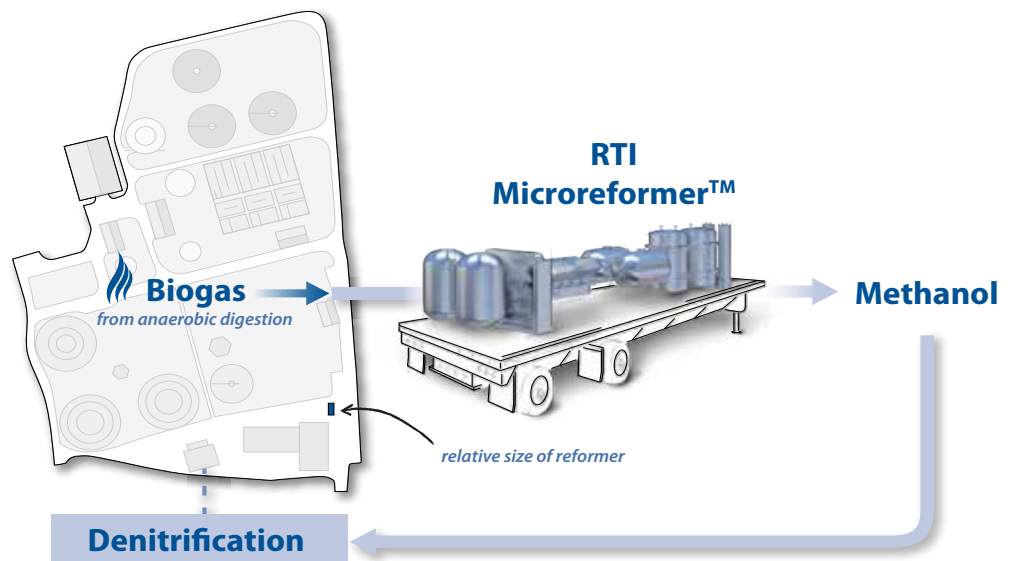 RTI
Microreformer™
Biogas
from anaerobic digestion
Methanol
relative size of reformer
Denitrification